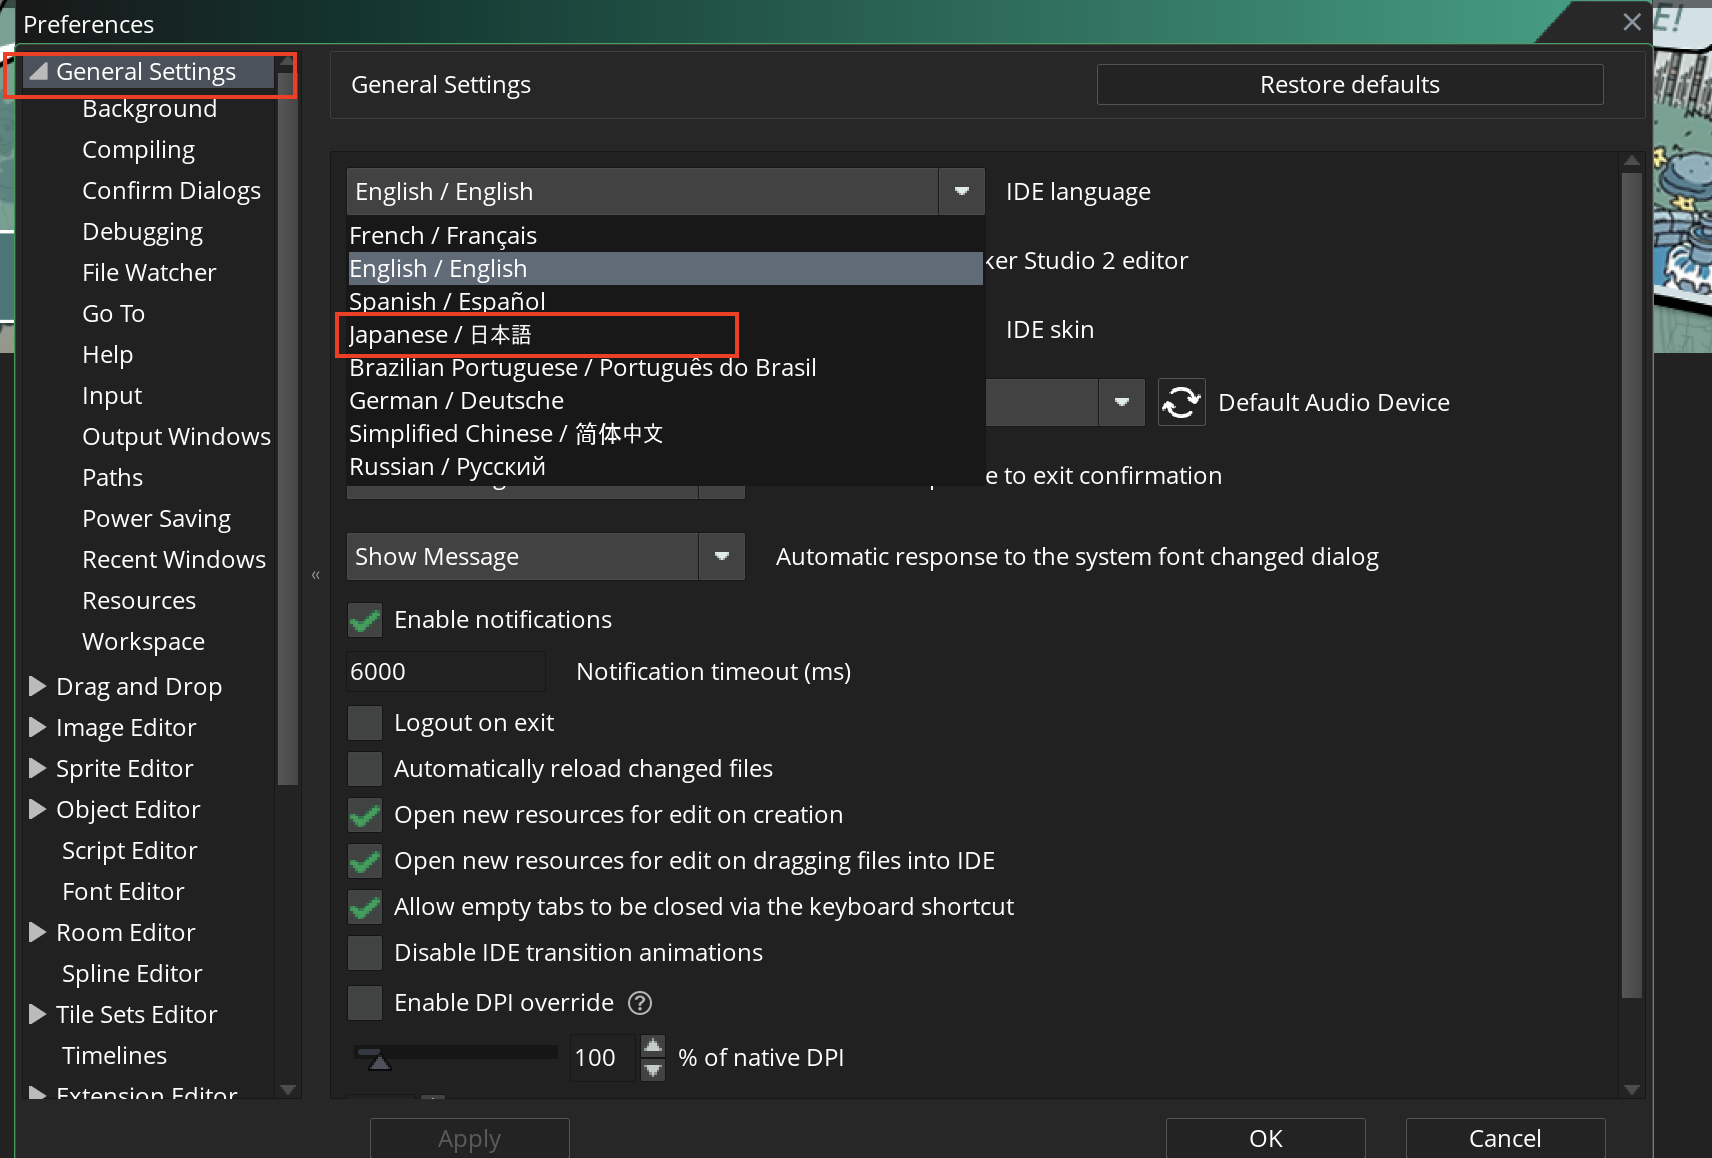 Preferences
E!
General Settings
Background
Compiling
Confirm Dialogs
Debugging
File Watcher
Go To
Help
Input
Output Windows
Paths
Power Saving
Recent Windows
Resources
Workspace
Drag and Drop
Image Editor
Sprite Editor
Object Editor
Script Editor
Font Editor
Room Editor
Spline Editor
Tile Sets Editor
Timelines
Extension Editor
«
General Settings
Restore defaults
English / English
IDE language
French / Français
English / English
Spanish / Español
Japanese / 日本語
Brazilian Portuguese / Português do Brasil
German / Deutsche
Simplified Chinese / 简体中文
Russian / Русский
ker Studio 2 editor
IDE skin
Default Audio Device
e to exit confirmation
Show Message
Automatic response to the system font changed dialog
Enable notifications
6000
Notification timeout (ms)
Logout on exit
Automatically reload changed files
Open new resources for edit on creation
Open new resources for edit on dragging files into IDE
Allow empty tabs to be closed via the keyboard shortcut
Disable IDE transition animations
Enable DPI override ?
100
% of native DPI
Apply
OK
Cancel